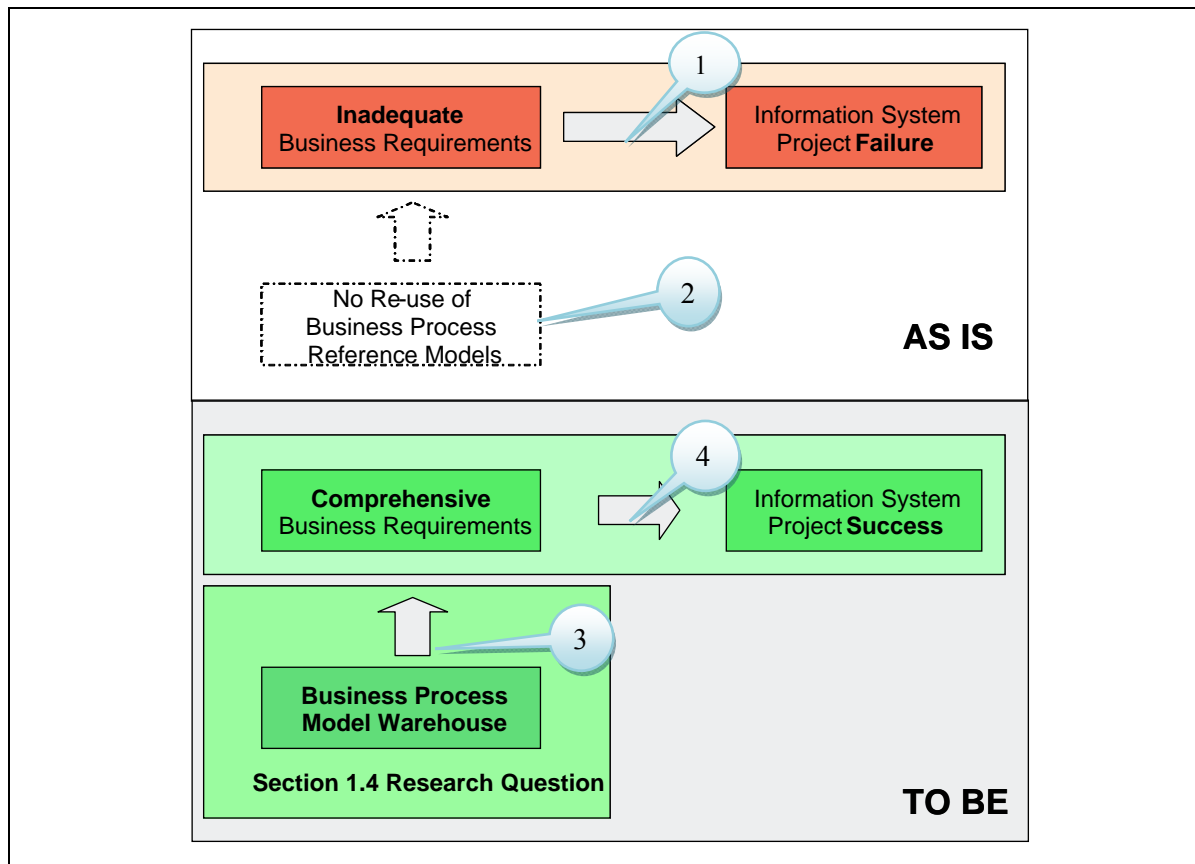 1
Inadequate
Business Requirements
Information System
Project Failure
2
No Re-use of
Business Process
Reference Models
AS IS
4
Comprehensive
Business Requirements
Information System
Project Success
3
Business Process
Model Warehouse
Section 1.4 Research Question
TO BE